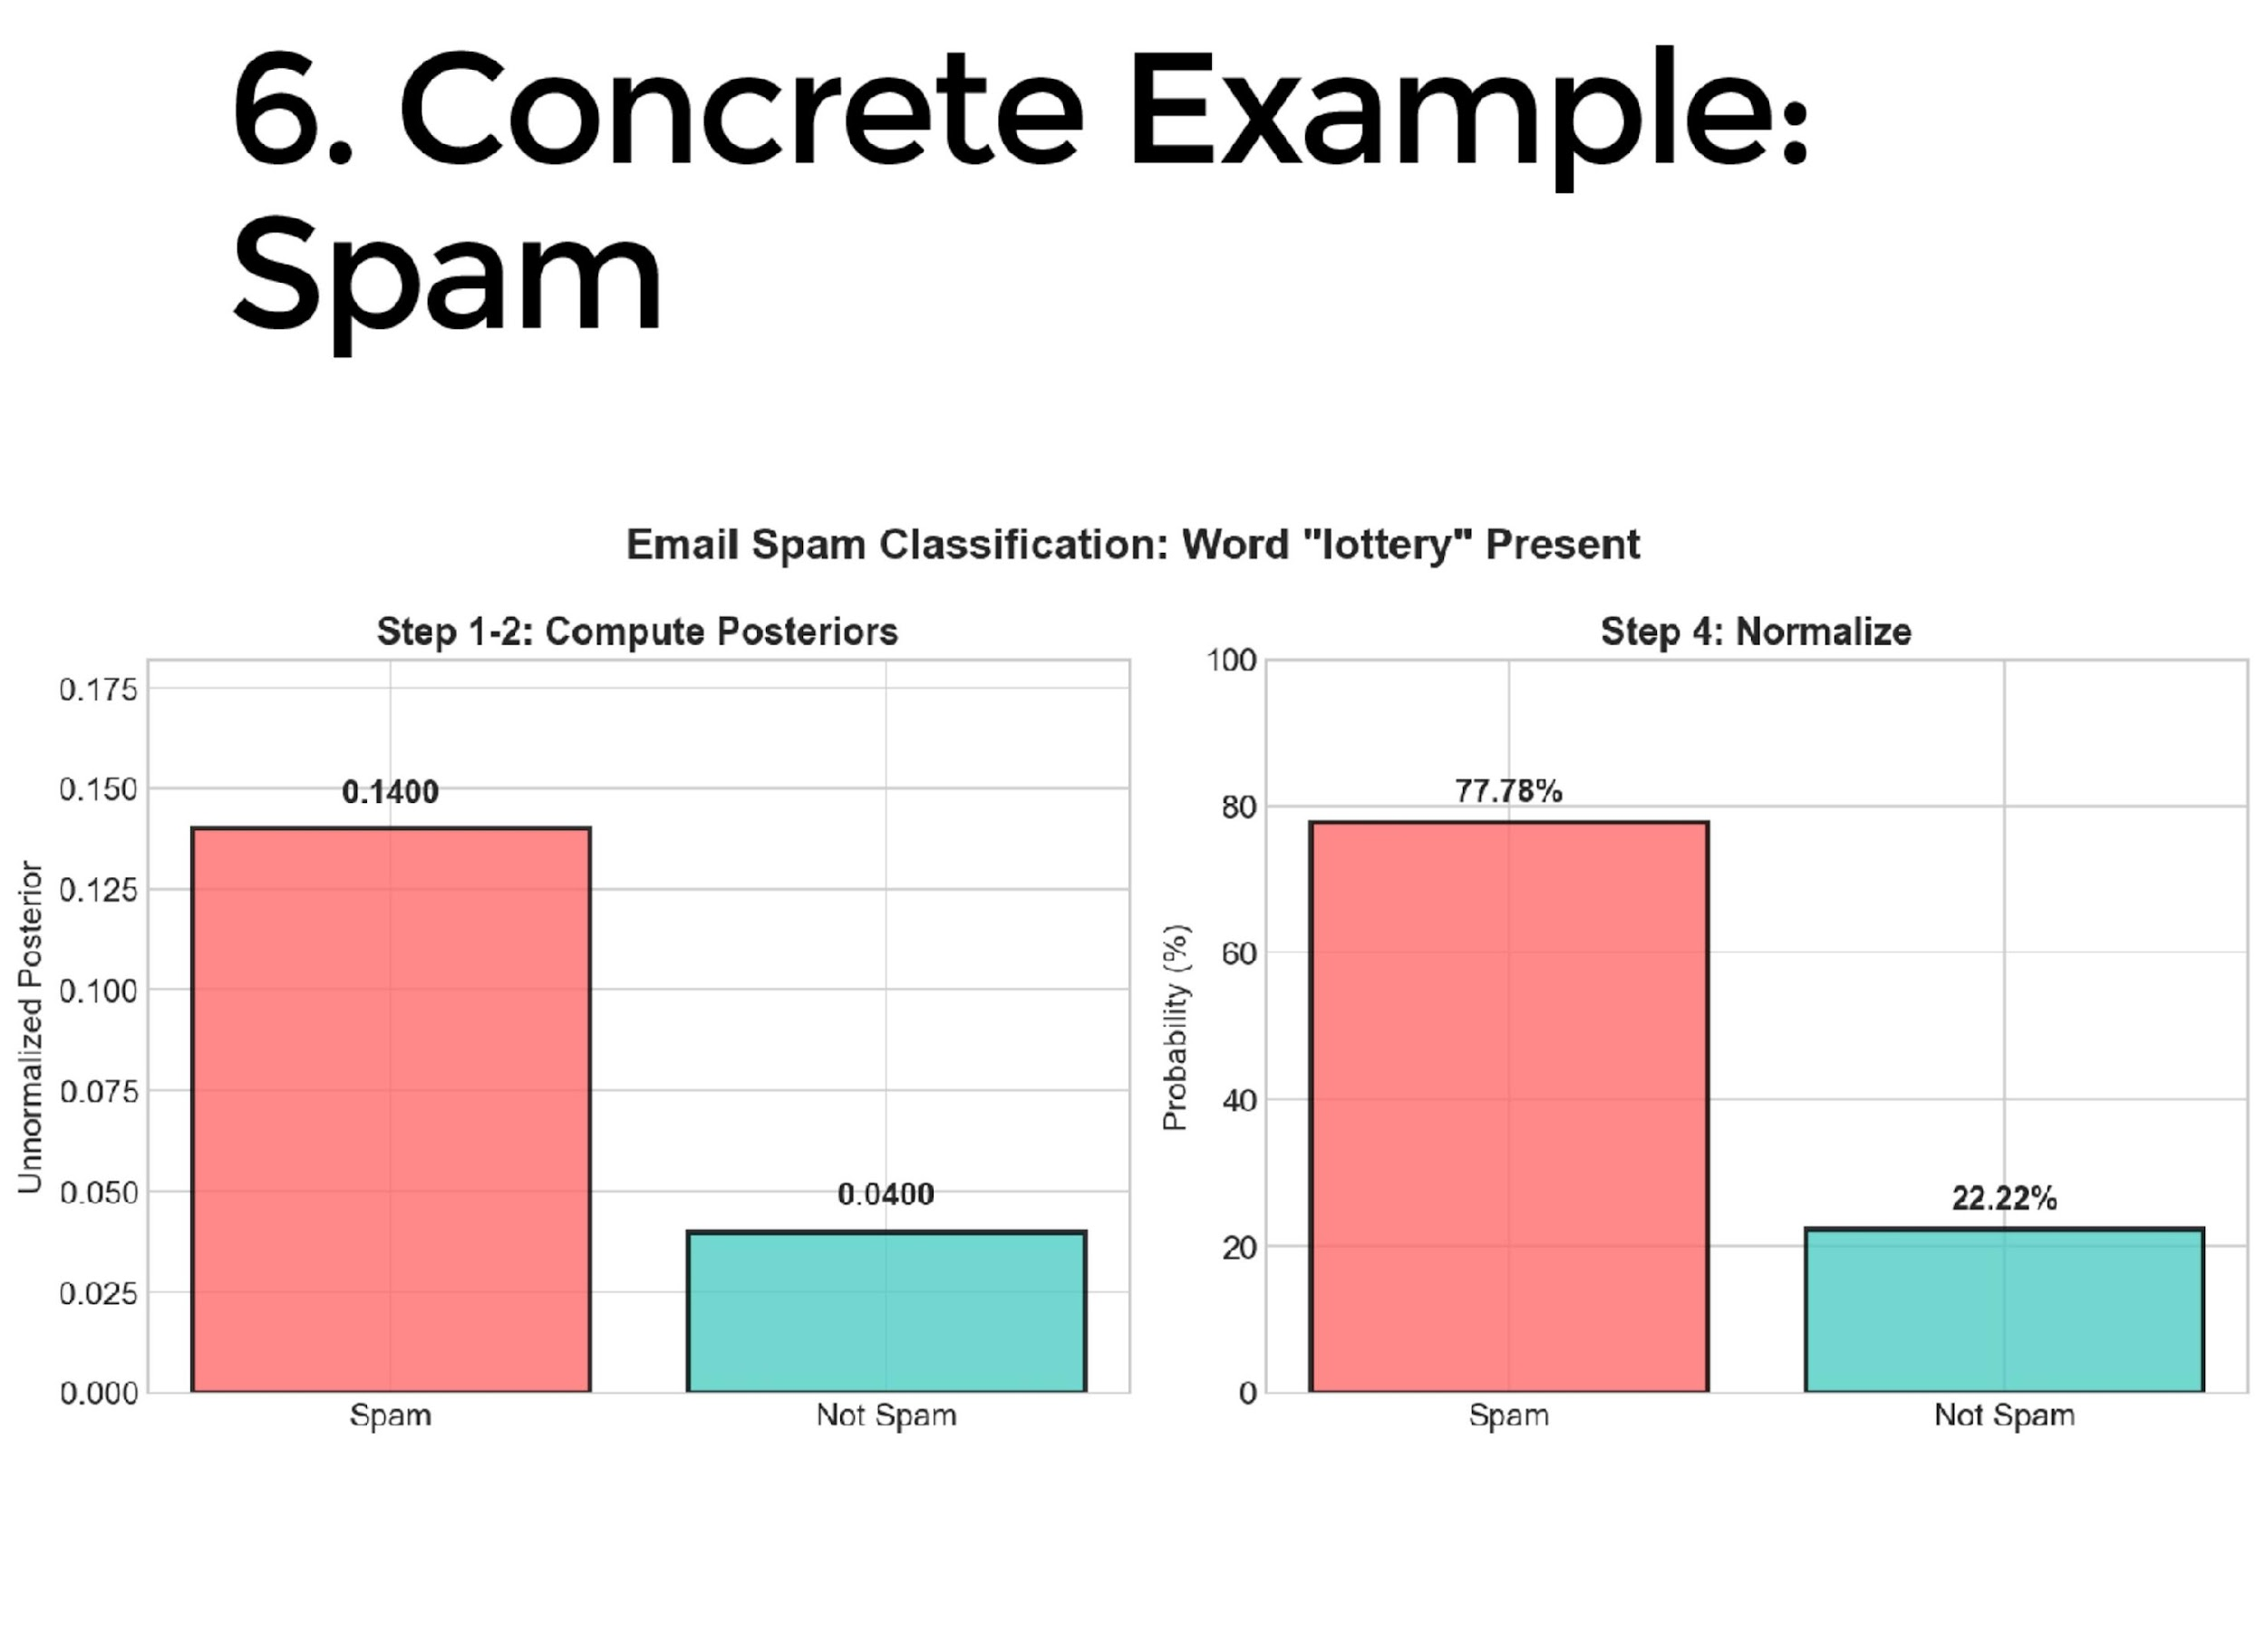 6. Concrete Example:
Spam
Email Spam Classification: Word "lottery" Present
Step 1-2: Compute Posteriors
Unnormalized Posterior
0.175
0.150
0.125
0.100
0.075
0.050
0.025
0.000
0.1400
0.0400
Spam
Not Spam
Step 4: Normalize
Probability (%)
100
80
60
40
20
0
77.78%
22.22%
Spam
Not Spam